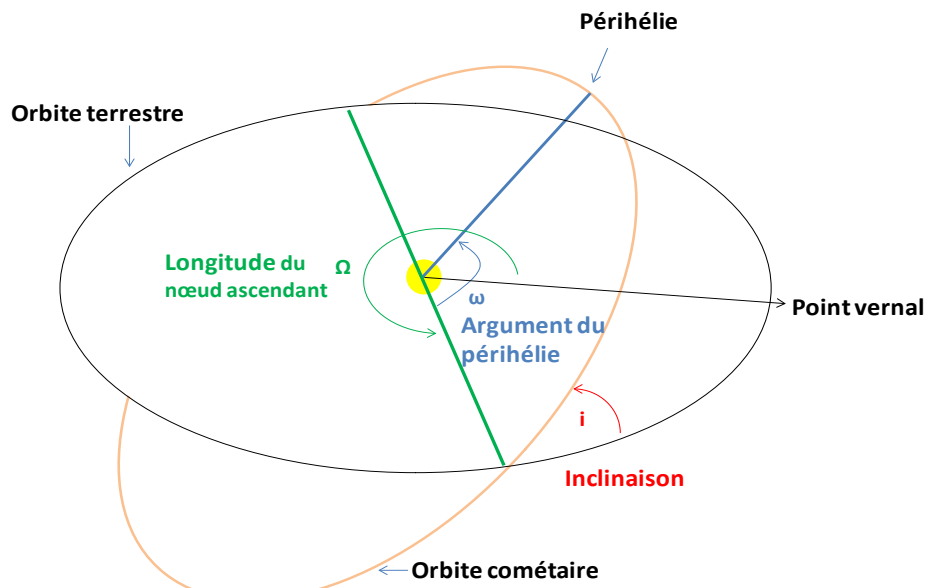 Périhélie
Orbite terrestre
Longitude du
nœud ascendant
Ω
ω
Argument du
périhélie
Point vernal
i
Inclinaison
Orbite cométaire